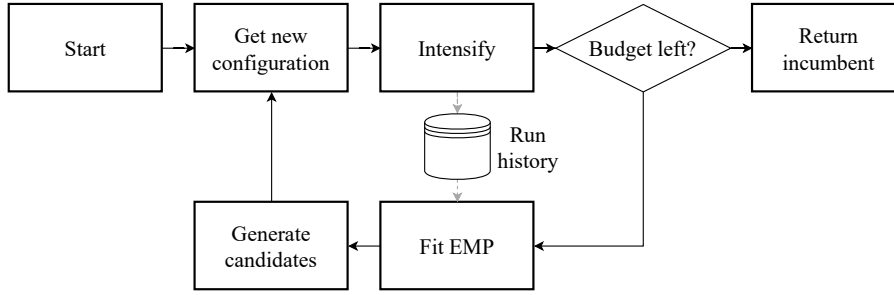 Start
Get new
configuration
Intensify
Budget left?
Return
incumbent
Run
history
Generate
candidates
Fit EMP